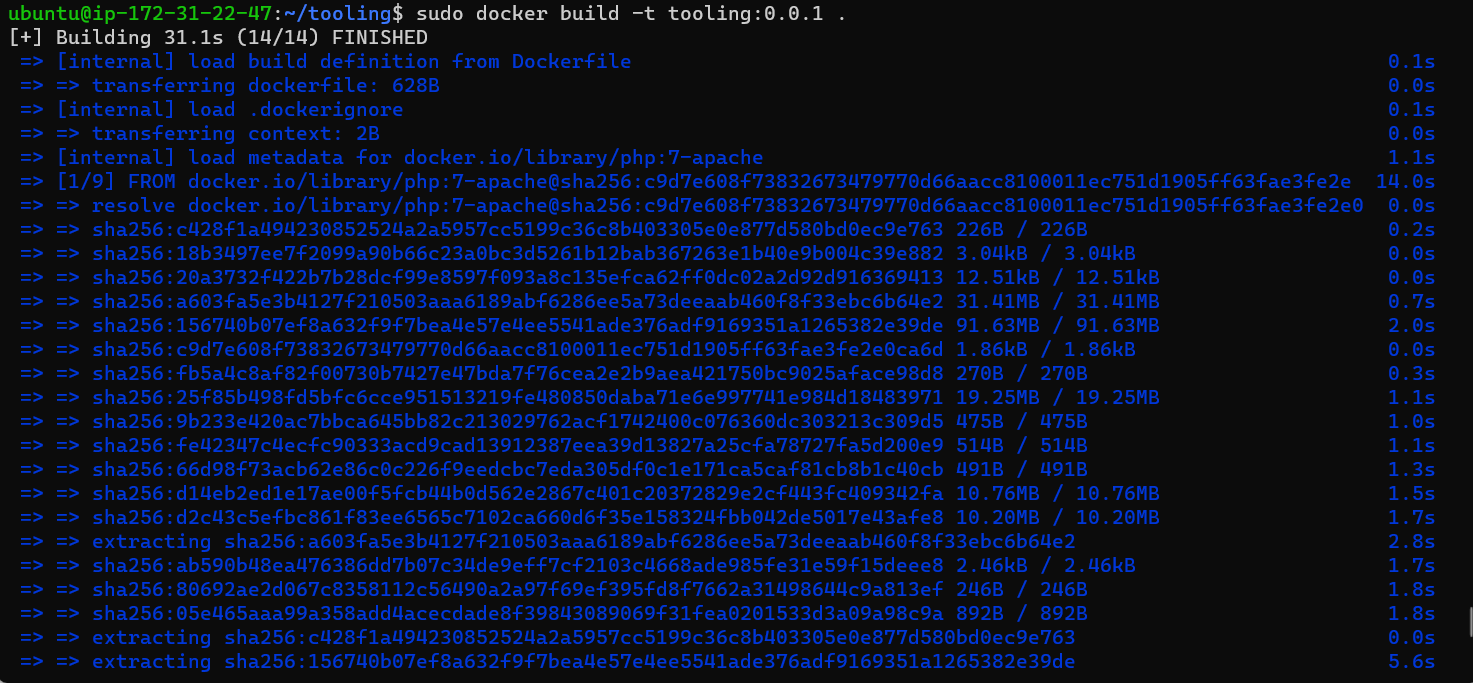 ubuntu@ip-172-31-22-47:~/tooling$ sudo docker build -t tooling:0.0.1 .
[+] Building 31.1s (14/14) FINISHED
=> [internal] load build definition from Dockerfile 0.1s
=> => transferring dockerfile: 628B 0.0s
=> [internal] load .dockerignore 0.1s
=> => transferring context: 2B 0.0s
=> [internal] load metadata for docker.io/library/php:7-apache 1.1s
=> [1/9] FROM docker.io/library/php:7-apache@sha256:c9d7e608f73832673479770d66aacc8100011ec751d1905ff63fae3fe2e 14.0s
=> => resolve docker.io/library/php:7-apache@sha256:c9d7e608f73832673479770d66aacc8100011ec751d1905ff63fae3fe2e0 0.0s
=> => sha256:c428f1a494230852524a2a5957cc5199c36c8b403305e0e877d580bd0ec9e763 226B / 226B 0.2s
=> => sha256:18b3497ee7f2099a90b66c23a0bc3d5261b12bab367263e1b40e9b004c39e882 3.04kB / 3.04kB 0.0s
=> => sha256:20a3732f422b7b28dcf99e8597f093a8c135efca62ff0dc02a2d92d916369413 12.51kB / 12.51kB 0.0s
=> => sha256:a603fa5e3b4127f210503aaa6189abf6286ee5a73deeaab460f8f33ebc6b64e2 31.41MB / 31.41MB 0.7s
=> => sha256:156740b07ef8a632f9f7bea4e57e4ee5541ade376adf9169351a1265382e39de 91.63MB / 91.63MB 2.0s
=> => sha256:c9d7e608f73832673479770d66aacc8100011ec751d1905ff63fae3fe2e0ca6d 1.86kB / 1.86kB 0.0s
=> => sha256:fb5a4c8af82f00730b7427e47bda7f76cea2e2b9aea421750bc9025aface98d8 270B / 270B 0.3s
=> => sha256:25f85b498fd5bfc6cce951513219fe480850daba71e6e997741e984d18483971 19.25MB / 19.25MB 1.1s
=> => sha256:9b233e420ac7bbca645bb82c213029762acf1742400c076360dc303213c309d5 475B / 475B 1.0s
=> => sha256:fe42347c4ecfc90333acd9cad13912387eea39d13827a25cfa78727fa5d200e9 514B / 514B 1.1s
=> => sha256:66d98f73acb62e86c0c226f9eedcbc7eda305df0c1e171ca5caf81cb8b1c40cb 491B / 491B 1.3s
=> => sha256:d14eb2ed1e17ae00f5fcb44b0d562e2867c401c20372829e2cf443fc409342fa 10.76MB / 10.76MB 1.5s
=> => sha256:d2c43c5efbc861f83ee6565c7102ca660d6f35e158324fbb042de5017e43afe8 10.20MB / 10.20MB 1.7s
=> => extracting sha256:a603fa5e3b4127f210503aaa6189abf6286ee5a73deeaab460f8f33ebc6b64e2 2.8s
=> => sha256:ab590b48ea476386dd7b07c34de9eff7cf2103c4668ade985fe31e59f15deee8 2.46kB / 2.46kB 1.7s
=> => sha256:80692ae2d067c8358112c56490a2a97f69ef395fd8f7662a31498644c9a813ef 246B / 246B 1.8s
=> => sha256:05e465aaa99a358add4acecdade8f39843089069f31fea0201533d3a09a98c9a 892B / 892B 1.8s
=> => extracting sha256:c428f1a494230852524a2a5957cc5199c36c8b403305e0e877d580bd0ec9e763 0.0s
=> => extracting sha256:156740b07ef8a632f9f7bea4e57e4ee5541ade376adf9169351a1265382e39de 5.6s